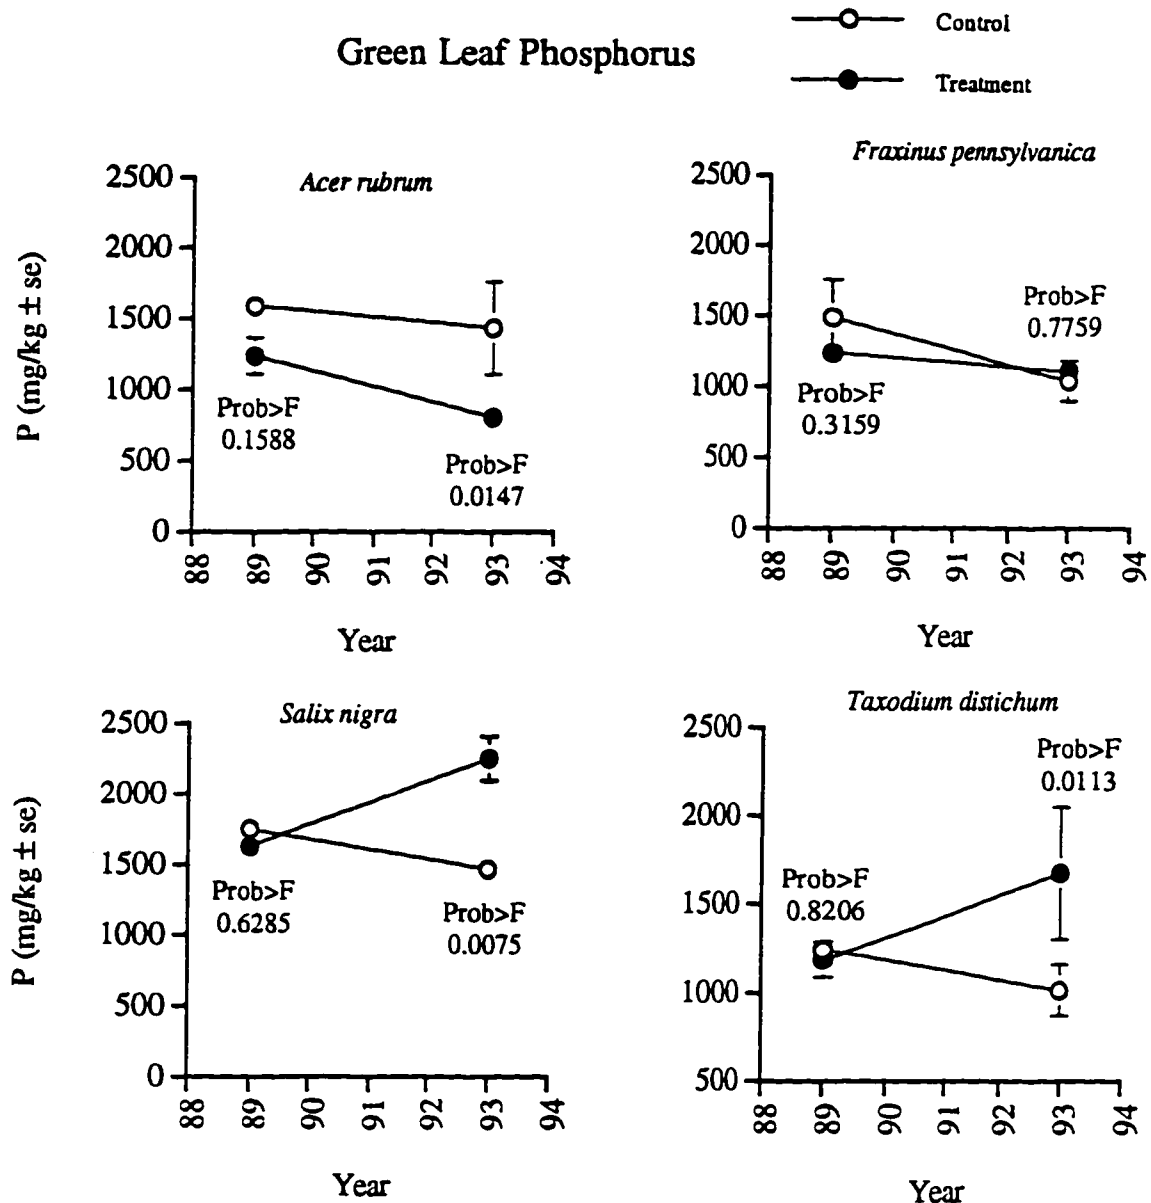 Green Leaf Phosphorus
Control
Treatment
Acer rubrum
P (mg/kg ± se)
2500
2000
1500
1000
500
0
Prob>F
0.1588
Prob>F
0.0147
88
89
90
91
92
93
94
Year
Fraxinus pennsylvanica
2500
2000
1500
1000
500
0
Prob>F
0.3159
Prob>F
0.7759
88
89
90
91
92
93
94
Year
Salix nigra
P (mg/kg ± se)
2500
2000
1500
1000
500
0
Prob>F
0.6285
Prob>F
0.0075
88
89
90
91
92
93
94
Year
Taxodium distichum
2500
2000
1500
1000
500
Prob>F
0.8206
Prob>F
0.0113
88
89
90
91
92
93
94
Year